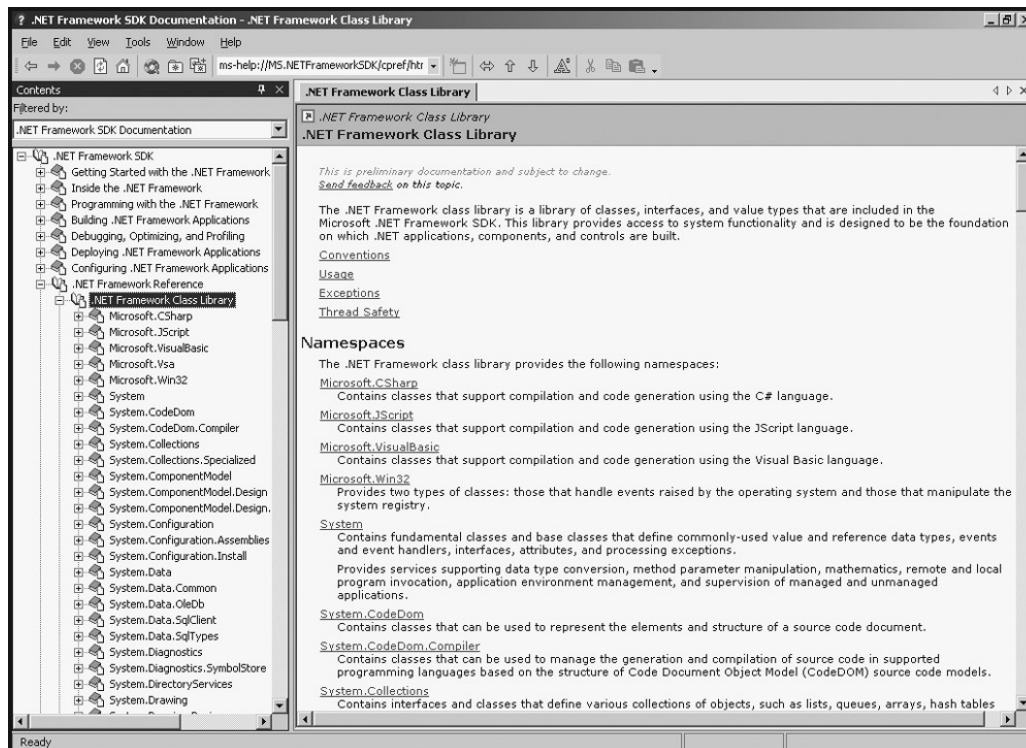 ? .NET Framework SDK Documentation - .NET Framework Class Library
File Edit View Tools Window Help
ms-help://MS.NETFrameworkSDK/cpref/htr
Contents
Filtered by:
.NET Framework SDK Documentation
.NET Framework SDK
Getting Started with the .NET Framework
Inside the .NET Framework
Programming with the .NET Framework
Building .NET Framework Applications
Debugging, Optimizing, and Profiling
Deploying .NET Framework Applications
Configuring .NET Framework Applications
.NET Framework Reference
.NET Framework Class Library
Microsoft.CSharp
Microsoft.JScript
Microsoft.VisualBasic
Microsoft.Vsa
Microsoft.Win32
System
System.CodeDom
System.CodeDom.Compiler
System.Collections
System.Collections.Specialized
System.ComponentModel
System.ComponentModel.Design
System.ComponentModel.Design.
System.Configuration
System.Configuration.Assemblies
System.Configuration.Install
System.Data
System.Data.Common
System.Data.OleDb
System.Data.SqlClient
System.Data.SqlTypes
System.Diagnostics
System.Diagnostics.SymbolStore
System.DirectoryServices
System.Drawing
.NET Framework Class Library
.NET Framework Class Library
.NET Framework Class Library
This is preliminary documentation and subject to change.
Send feedback on this topic.
The .NET Framework class library is a library of classes, interfaces, and value types that are included in the
Microsoft .NET Framework SDK. This library provides access to system functionality and is designed to be the foundation
on which .NET applications, components, and controls are built.
Conventions
Usage
Exceptions
Thread Safety
Namespaces
The .NET Framework class library provides the following namespaces:
Microsoft.CSharp
Contains classes that support compilation and code generation using the C# language.
Microsoft.JScript
Contains classes that support compilation and code generation using the JScript language.
Microsoft.VisualBasic
Contains classes that support compilation and code generation using the Visual Basic language.
Microsoft.Win32
Provides two types of classes: those that handle events raised by the operating system and those that manipulate the
system registry.
System
Contains fundamental classes and base classes that define commonly-used value and reference data types, events
and event handlers, interfaces, attributes, and processing exceptions.
Provides services supporting data type conversion, method parameter manipulation, mathematics, remote and local
program invocation, application environment management, and supervision of managed and unmanaged
applications.
System.CodeDom
Contains classes that can be used to represent the elements and structure of a source code document.
System.CodeDom.Compiler
Contains classes that can be used to manage the generation and compilation of source code in supported
programming languages based on the structure of Code Document Object Model (CodeDOM) source code models.
System.Collections
Contains interfaces and classes that define various collections of objects, such as lists, queues, arrays, hash tables
Ready